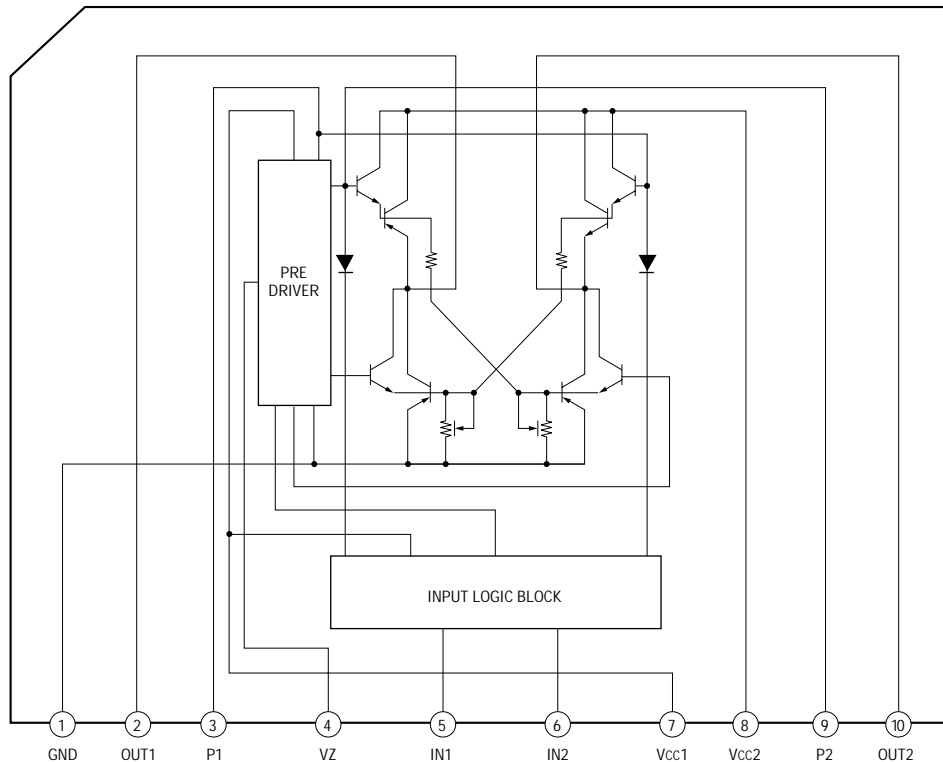 PRE
DRIVER
INPUT LOGIC BLOCK
1 2 3 4 5 6 7 8 9 10
GND OUT1 P1 VZ IN1 IN2 VCC1 VCC2 P2 OUT2